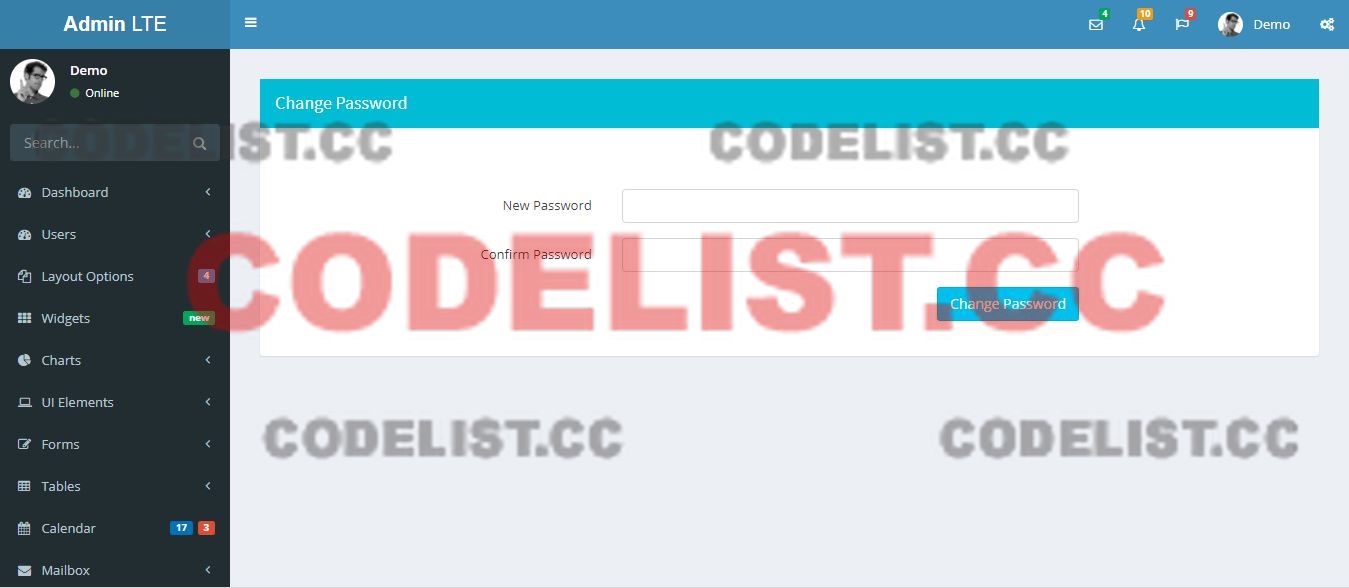 Admin LTE
4
10
9
Demo
Demo
Online
Search...
Change Password
CODELIST.CC
CODELIST.CC
Dashboard
New Password
Users
Confirm Password
CODELIST.CC
Layout Options 4
Change Password
Widgets new
Charts
UI Elements
CODELIST.CC
CODELIST.CC
Forms
Tables
Calendar 17 3
Mailbox